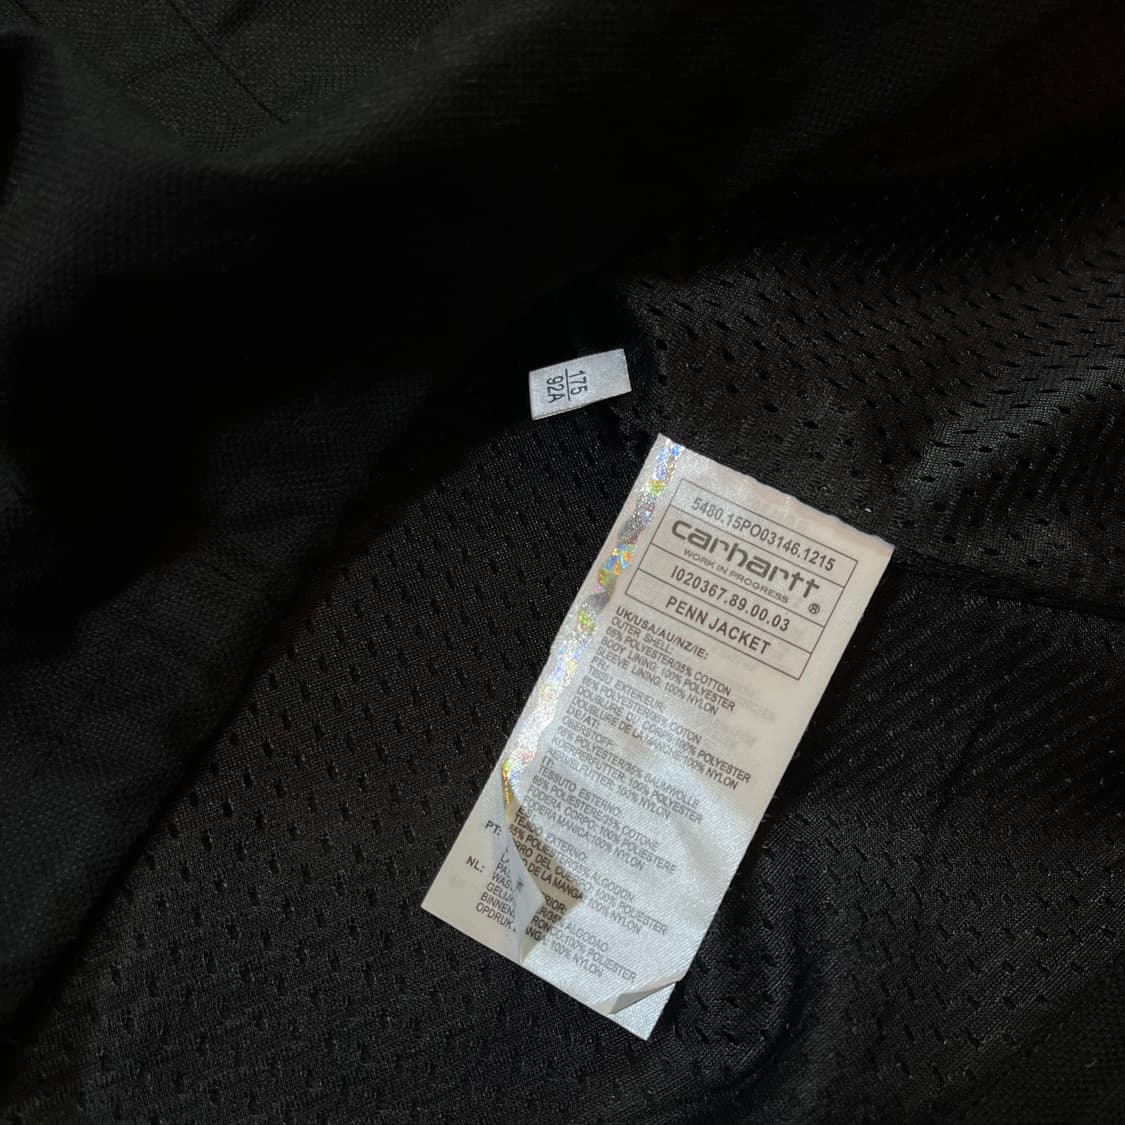 175
92A
5480.15PO03146.1215
carhartt
WORK IN PROGRESS ®
I020367.89.00.03
PENN JACKET
UK/USA/AU/NZ/IE:
OUTER SHELL:
65% POLYESTER/35% COTTON
BODY LINING: 100% POLYESTER
SLEEVE LINING: 100% NYLON
FR:
TISSU EXTERIEUR:
65% POLYESTER/35% COTON
DOUBLURE DU CORPS:100% POLYESTER
DOUBLURE DE LA MANCHE:100% NYLON
DE/AT:
OBERSTOFF:
65% POLYESTER/35% BAUMWOLLE
KÖRPERFUTTER: 100% POLYESTER
ÄRMELFUTTER: 100% NYLON
IT:
TESSUTO ESTERNO:
65% POLIESTERE/35% COTONE
FODERA CORPO: 100% POLIESTERE
FODERA MANICA:100% NYLON
TEJIDO EXTERNO:
65% POLIESTER/35% ALGODON
DEL CUERPO: 100% POLIESTER
DE LA MANGA: 100% NYLON
PT:
ALGODAO
100% POLIESTER
100% NYLON
NL: